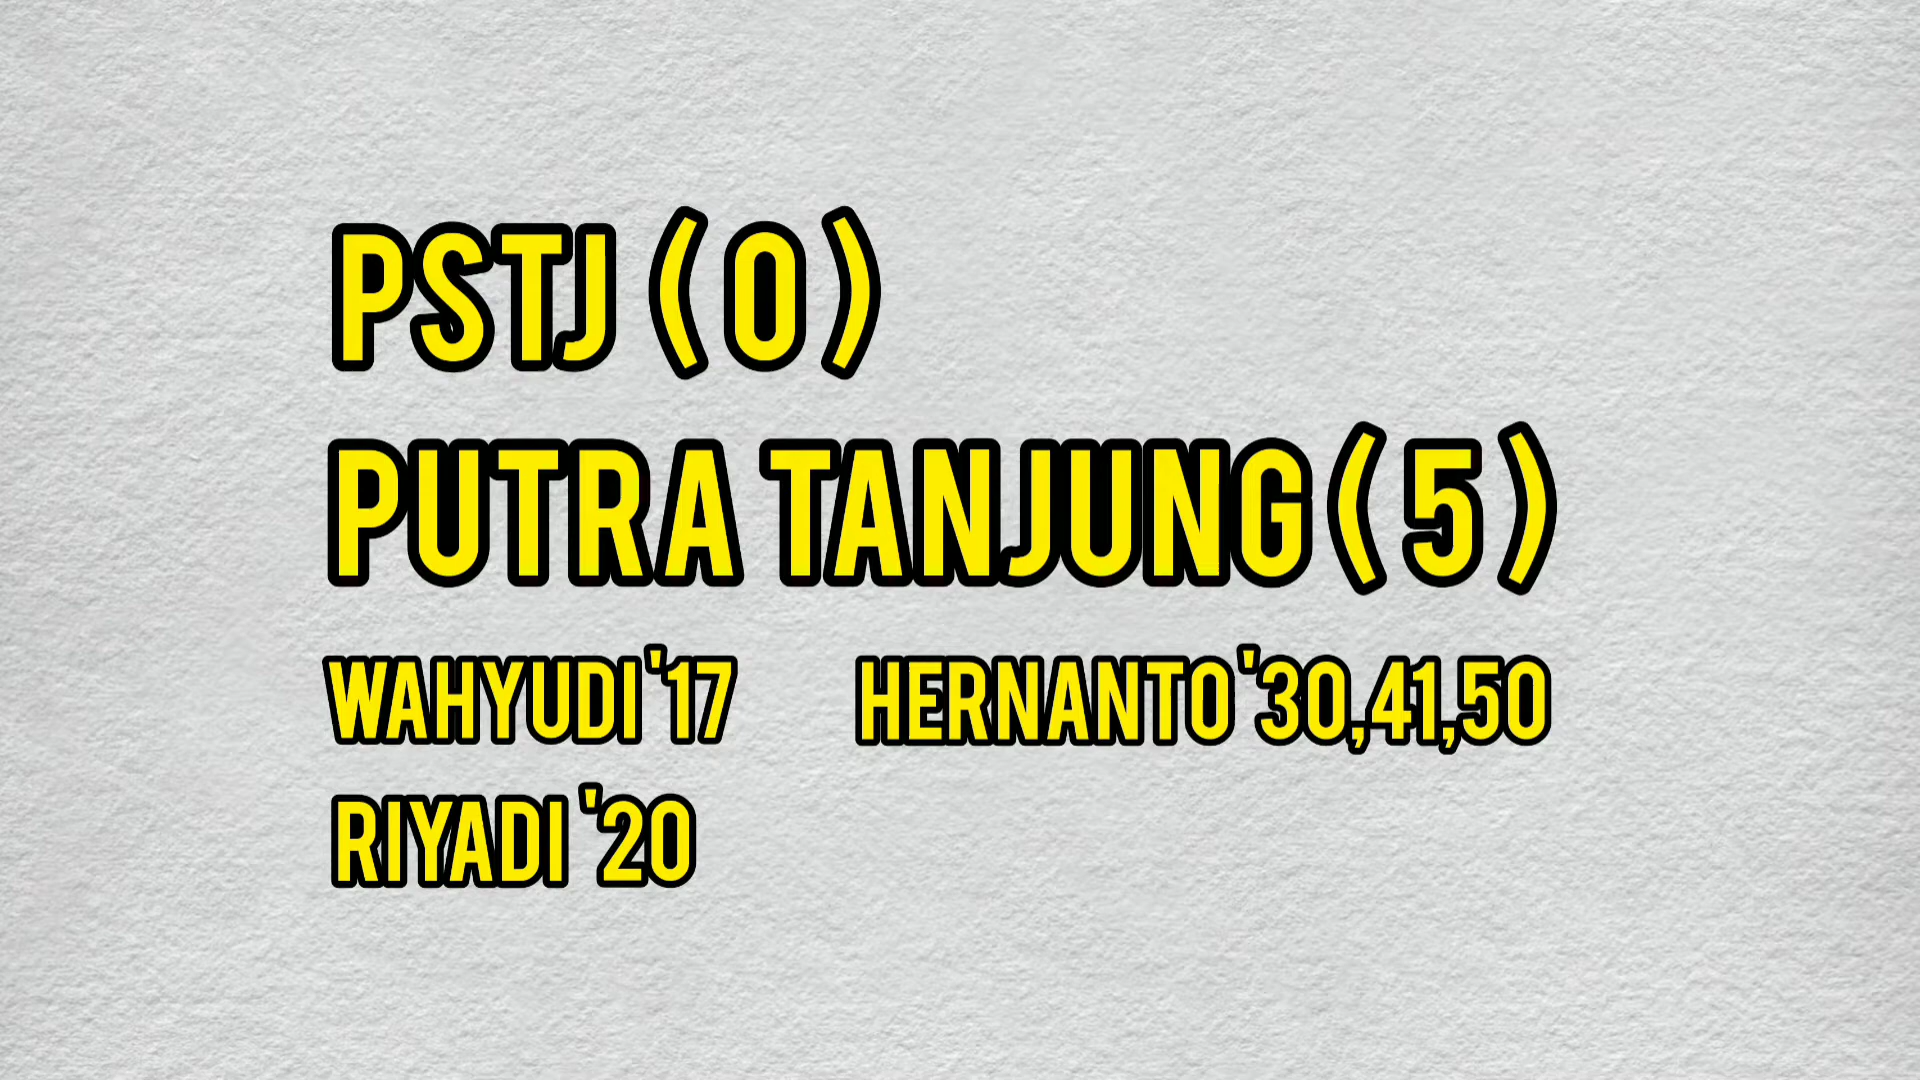 PSTJ (0)
PUTRA TANJUNG(5)
WAHYUDI '17 HERNANTO '30,41,50
RIYADI '20